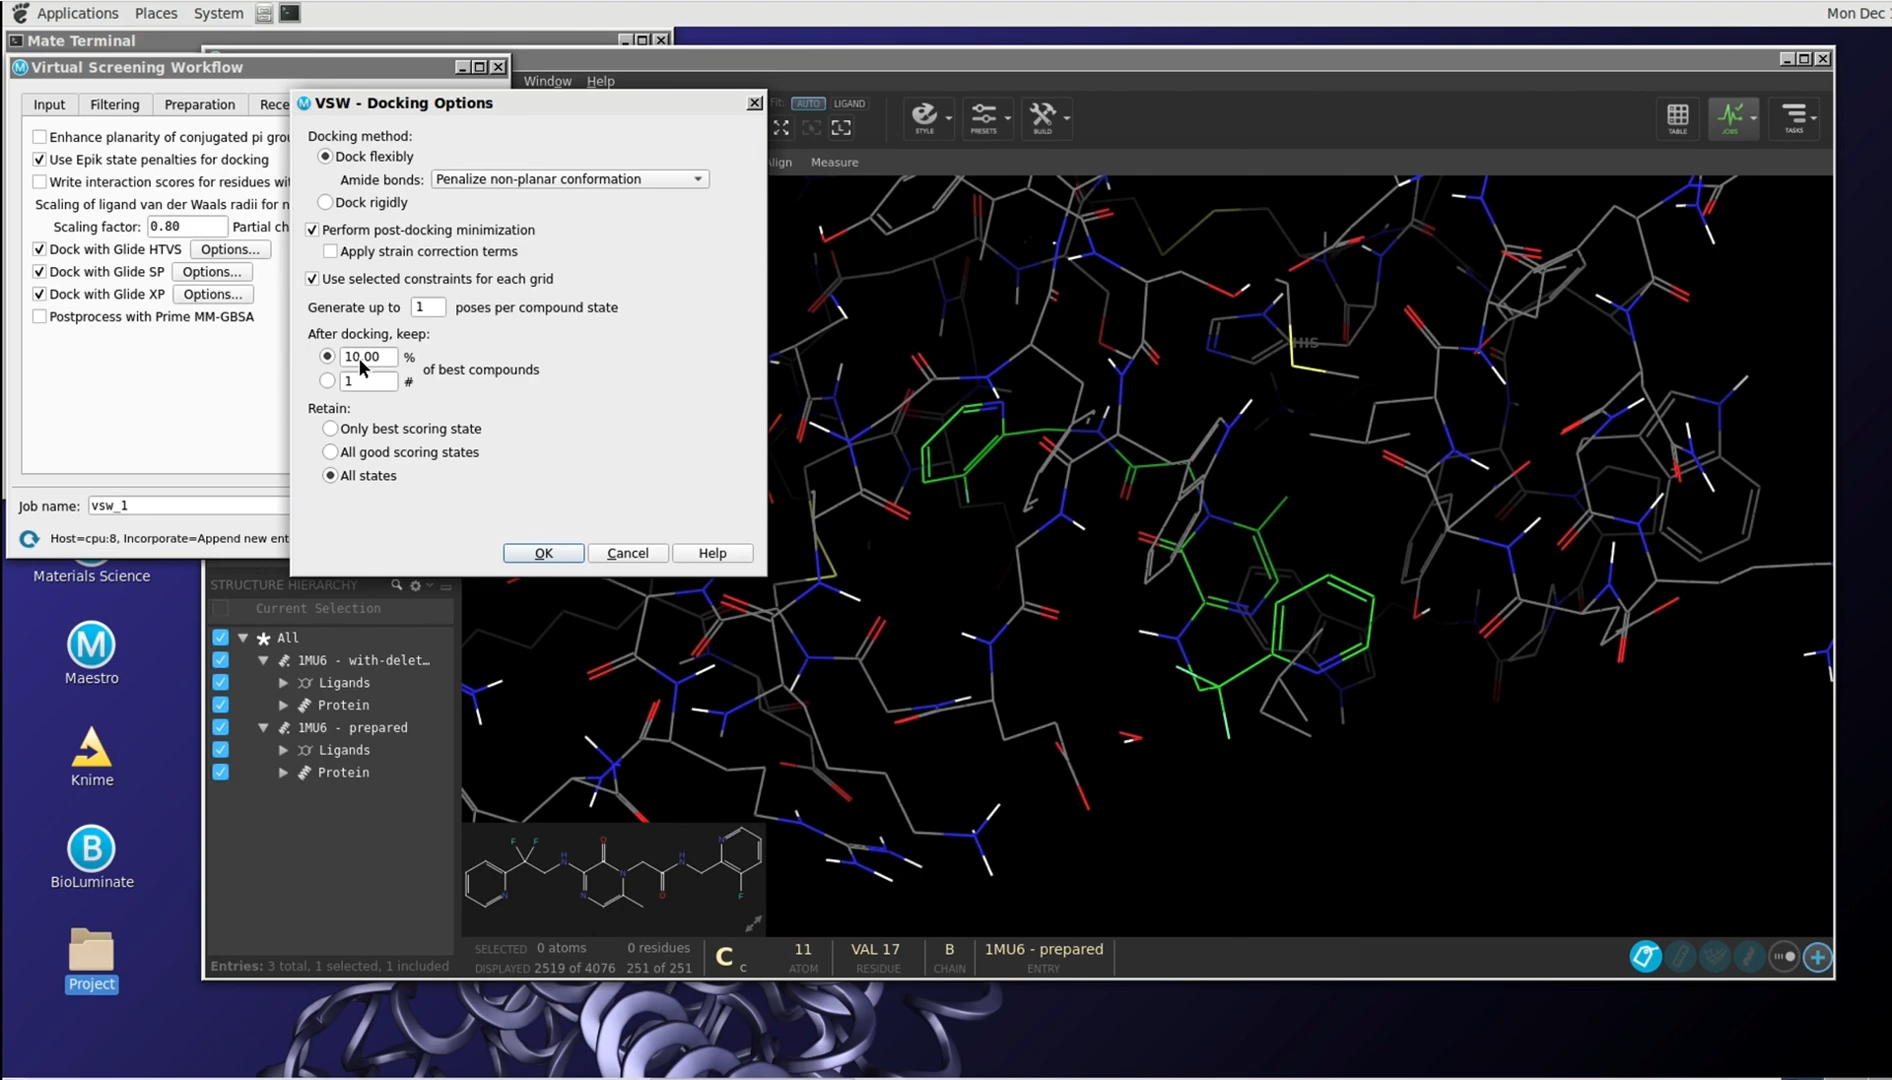 Applications Places System
Mon Dec
Mate Terminal
Virtual Screening Workflow
Input Filtering Preparation
Enhance planarity of conjugated pi
Use Epik state penalties for docking
Write interaction scores for residues
Scaling of ligand van der Waals radii for
Scaling factor: 0.80 Partial
Dock with Glide HTVS Options...
Dock with Glide SP Options...
Dock with Glide XP Options...
Postprocess with Prime MM-GBSA
Job name: vsw_1
Host=cpu:8, Incorporate=Append new
VSW - Docking Options
Docking method:
Dock flexibly
Amide bonds: Penalize non-planar conformation
Dock rigidly
Perform post-docking minimization
Apply strain correction terms
Use selected constraints for each grid
Generate up to 1 poses per compound state
After docking, keep:
10.00 %
1 #
of best compounds
Retain:
Only best scoring state
All good scoring states
All states
OK Cancel Help
Window Help
Fit: AUTO LIGAND
STYLE PRESETS BUILD
TABLE JOBS TASKS
Measure
HIS
STRUCTURE HIERARCHY
Current Selection
All
1MU6 - with-delet...
Ligands
Protein
1MU6 - prepared
Ligands
Protein
Entries: 3 total, 1 selected, 1 included
F F O N N H N N O N H N F
SELECTED 0 atoms 0 residues
DISPLAYED 2519 of 4076 251 of 251
C C
11 VAL 17 B 1MU6 - prepared
ATOM RESIDUE CHAIN ENTRY
Materials Science
M
Maestro
Knime
B
BioLuminate
Project